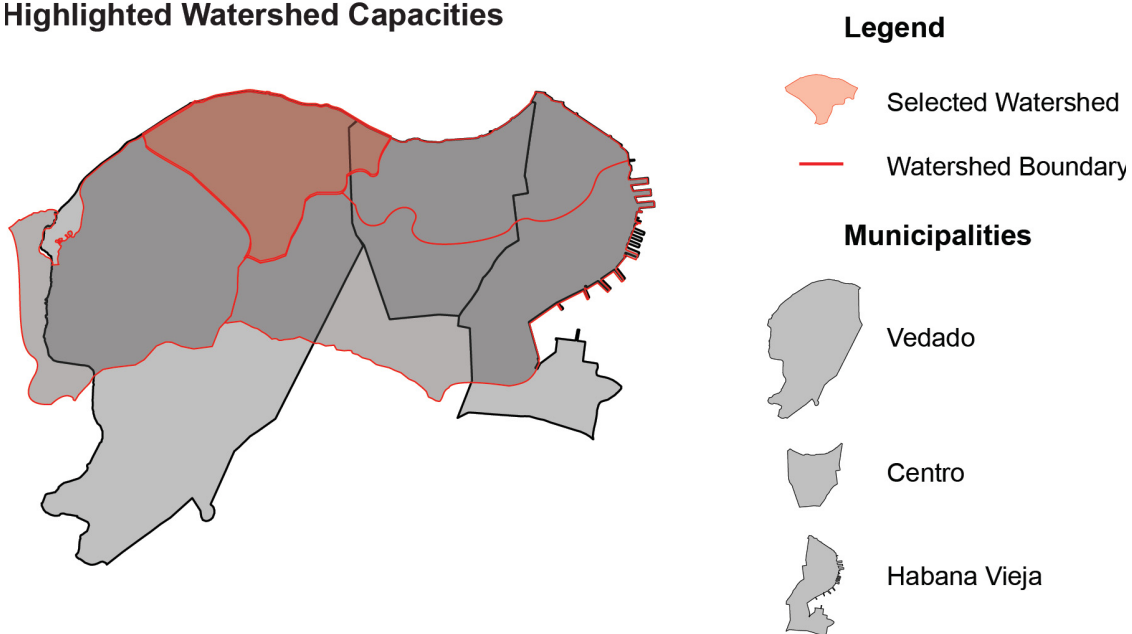 Highlighted Watershed Capacities
Legend
Selected Watershed
Watershed Boundary
Municipalities
Vedado
Centro
Habana Vieja